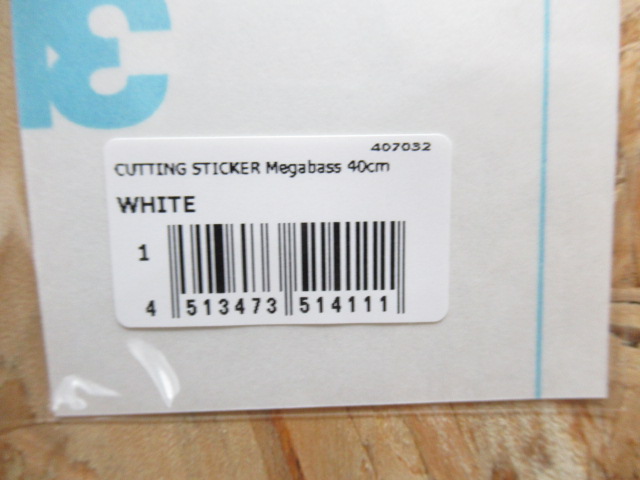 407032
CUTTING STICKER Megabass 40cm
WHITE
1
4 513473 514111